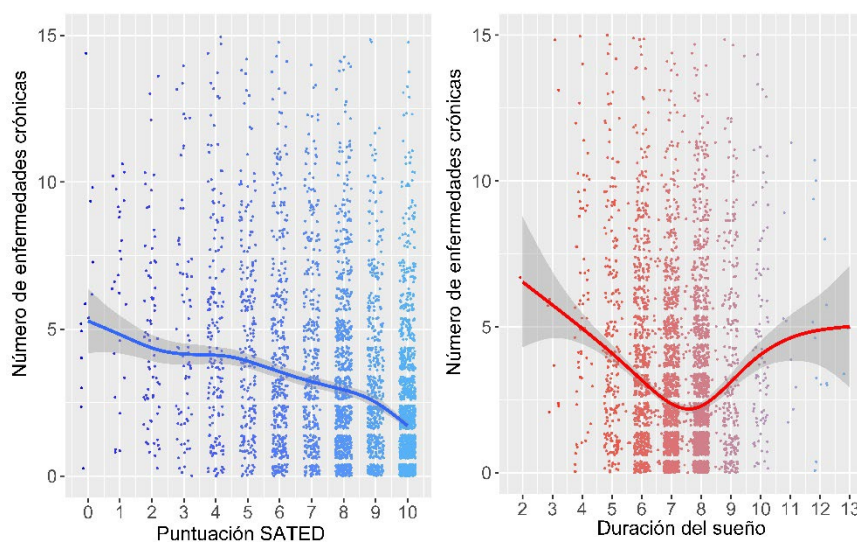 Número de enfermedades crónicas
15
10
5
0
0 1 2 3 4 5 6 7 8 9 10
Puntuación SATED
Número de enfermedades crónicas
15
10
5
0
2 3 4 5 6 7 8 9 10 11 12 13
Duración del sueño